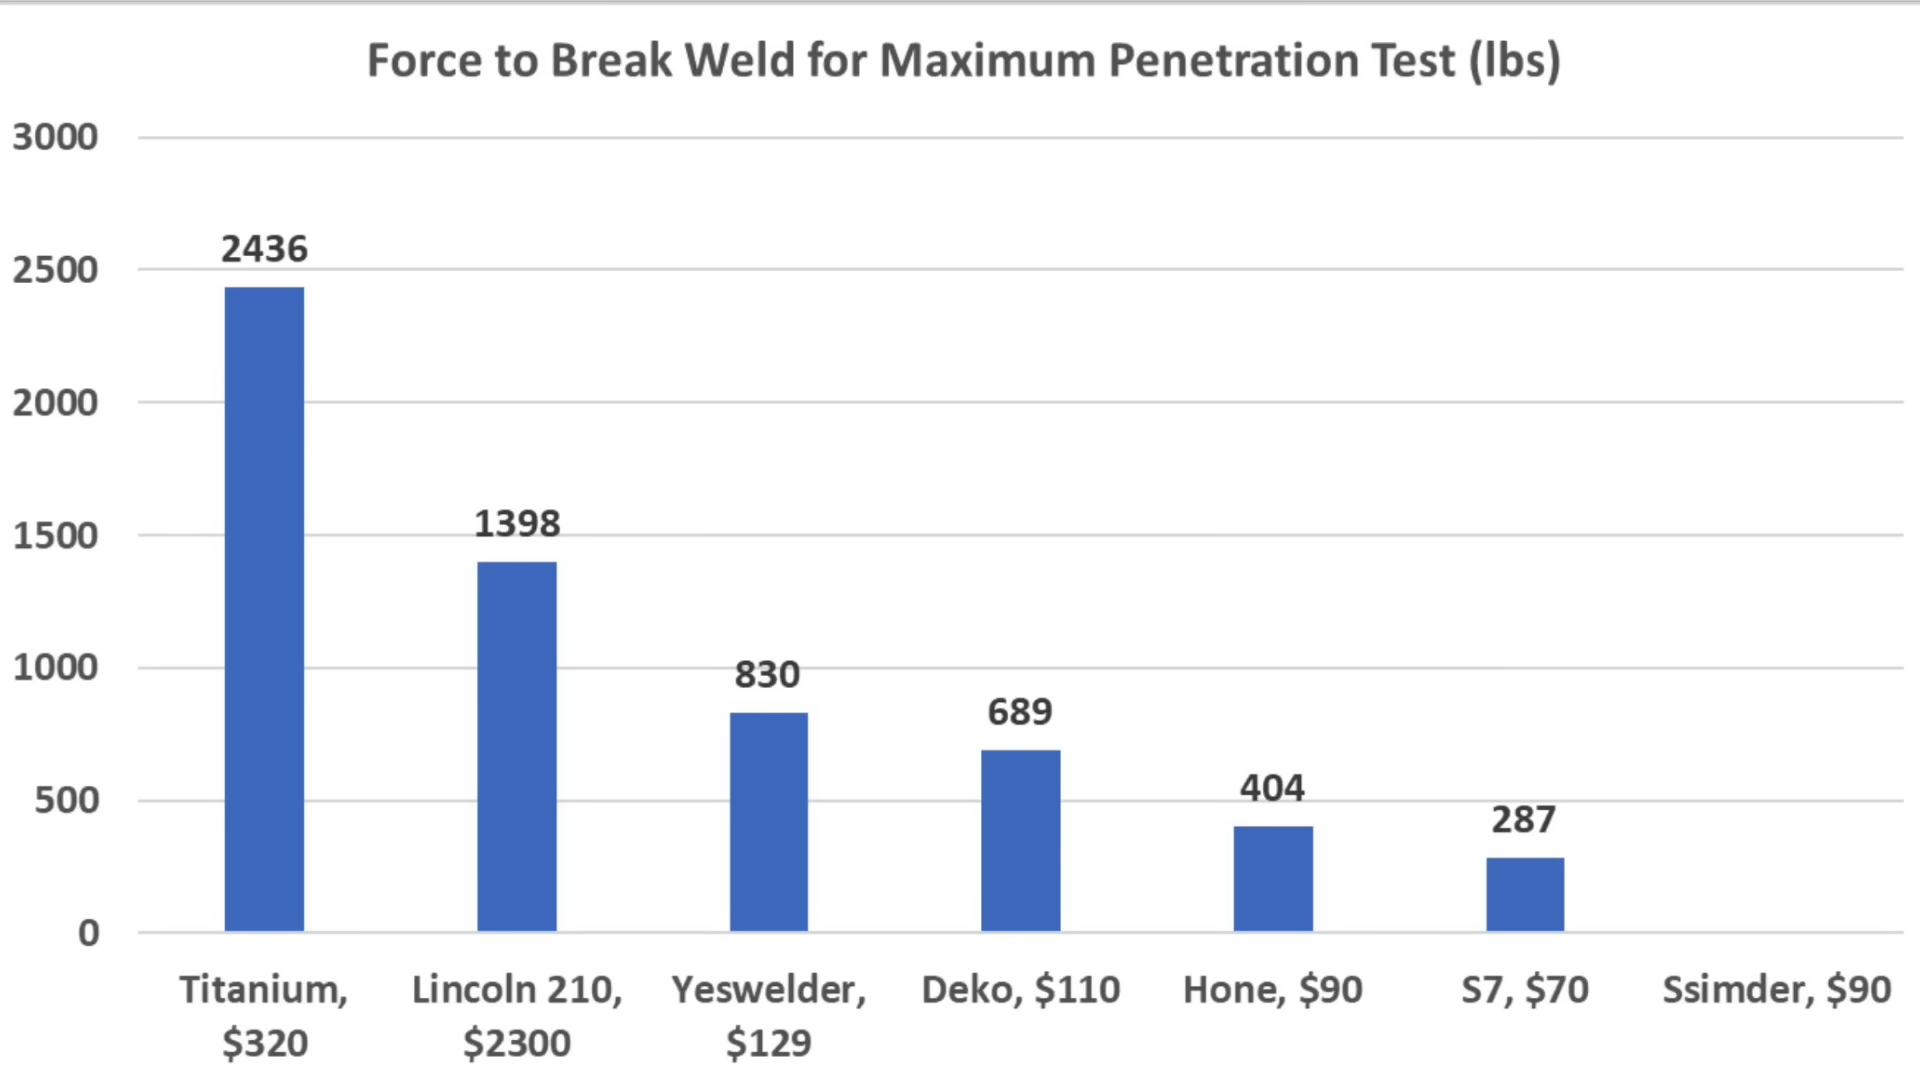 Force to Break Weld for Maximum Penetration Test (lbs)
3000
2500
2000
1500
1000
500
0
2436
1398
830
689
404
287
Titanium,
$320
Lincoln 210,
$2300
Yeswelder,
$129
Deko, $110
Hone, $90
S7, $70
Ssimder, $90